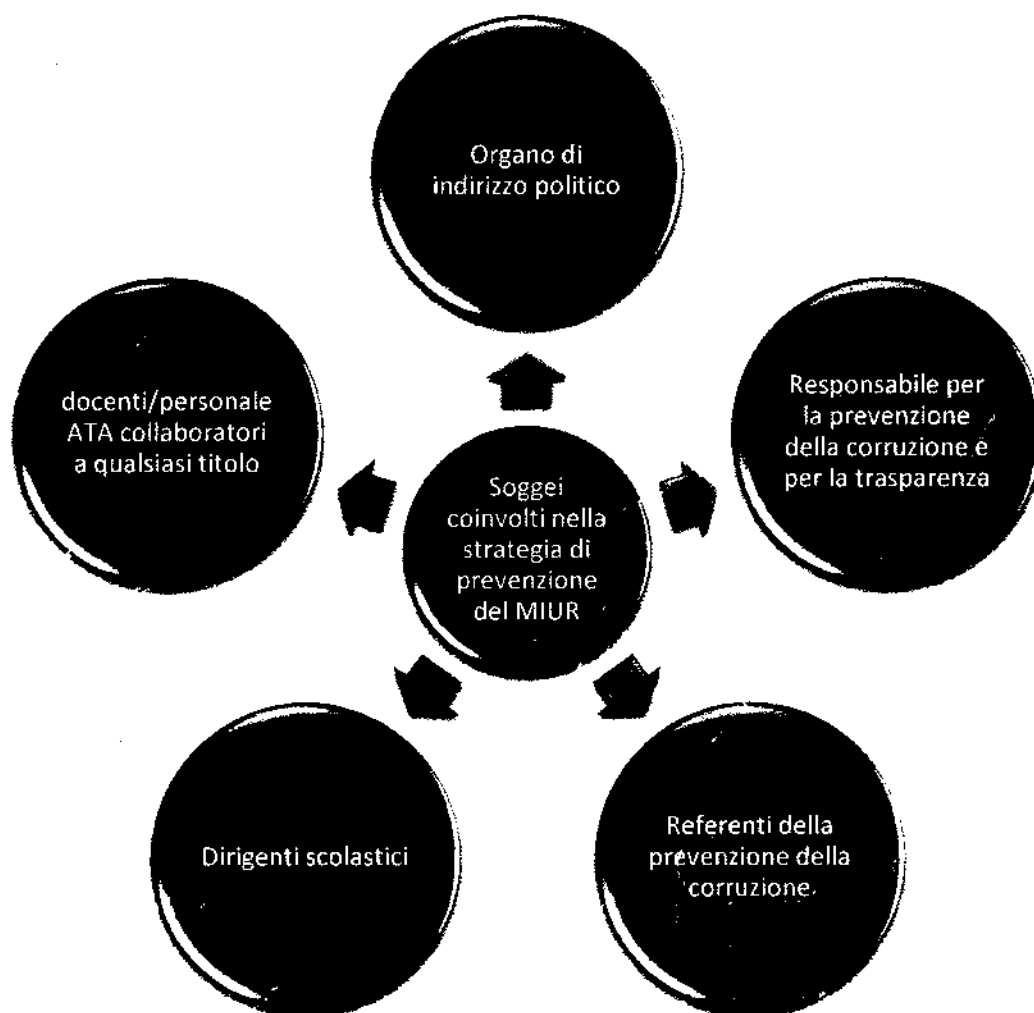 Organo di
indirizzo politico
docenti/personale
ATA collaboratori
a qualsiasi titolo
Responsabile per
la prevenzione
della corruzione e
per la trasparenza
Soggei
coinvolti nella
strategia di
prevenzione
del MIUR
Dirigenti scolastici
Referenti della
prevenzione della
corruzione